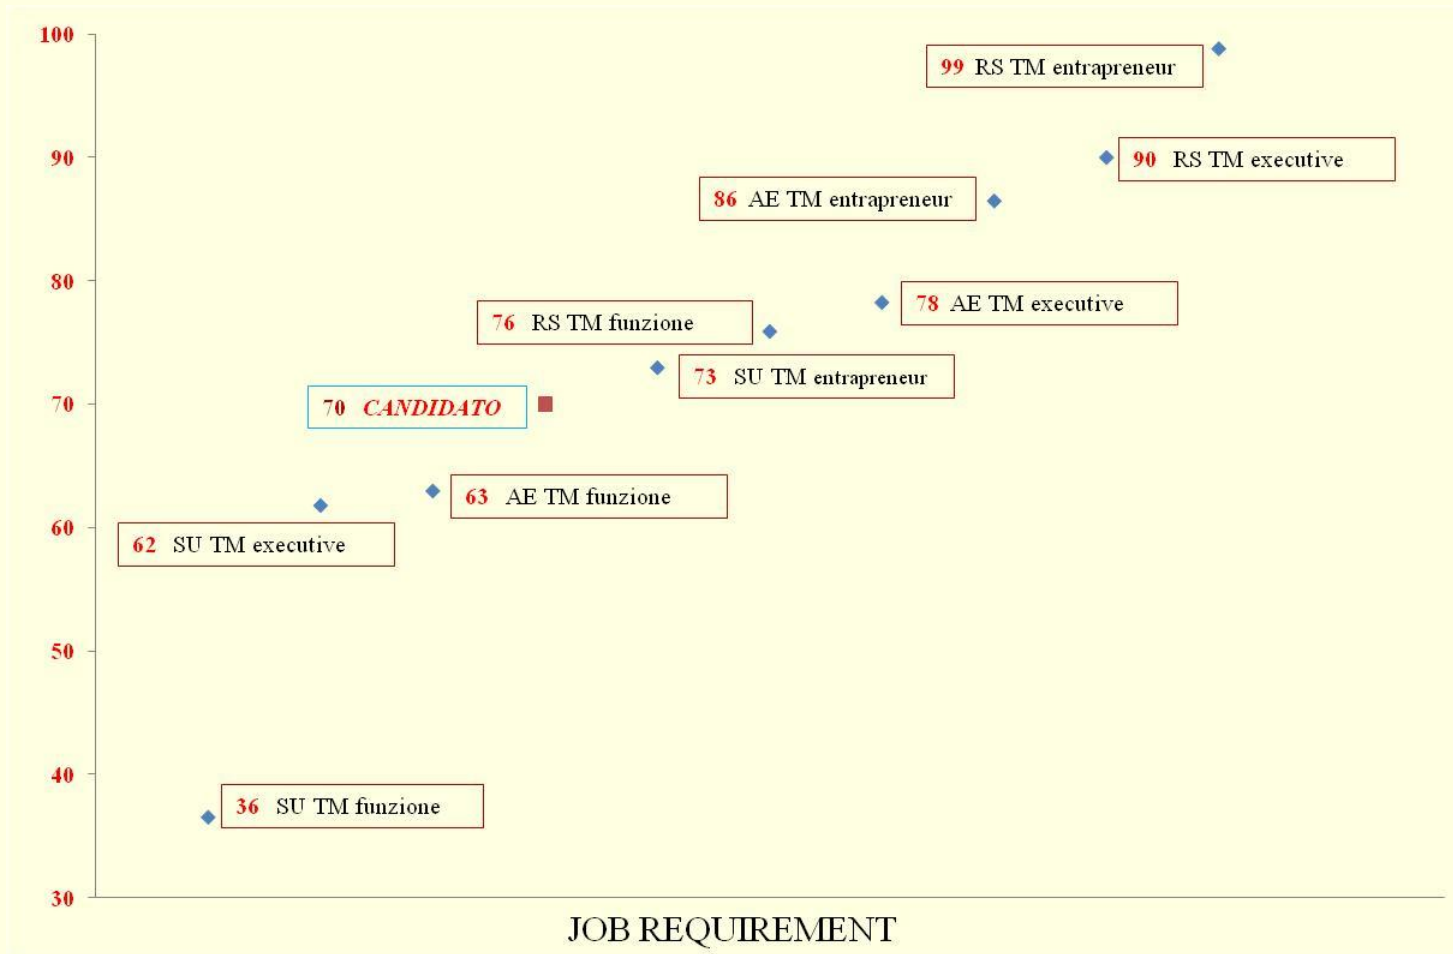 100
99 RS TM entrapreneur
90
90 RS TM executive
86 AE TM entrapreneur
80
78 AE TM executive
76 RS TM funzione
73 SU TM entrapreneur
70
70 CANDIDATO
63 AE TM funzione
60
62 SU TM executive
50
40
36 SU TM funzione
30
JOB REQUIREMENT